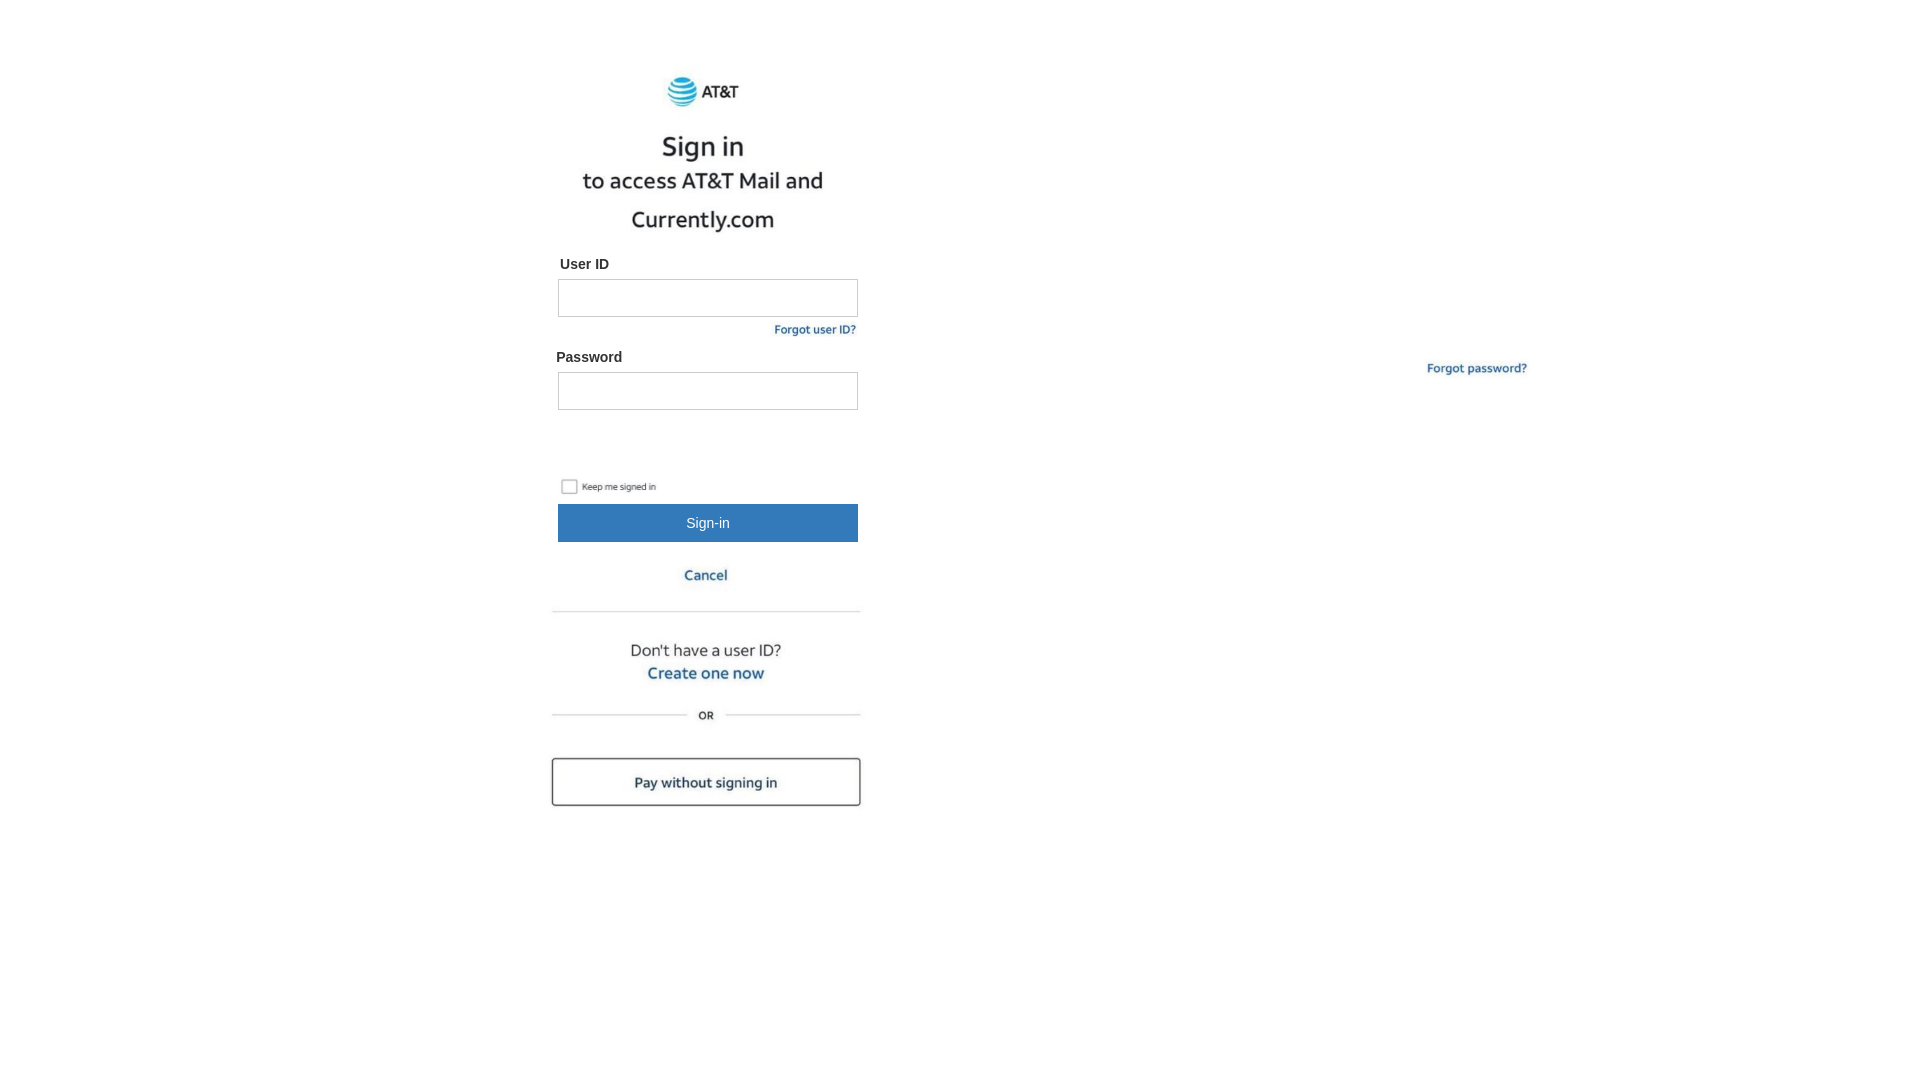 AT&T
Sign in
to access AT&T Mail and
Currently.com
User ID
Forgot user ID?
Password
Forgot password?
Keep me signed in
Sign-in
Cancel
Don't have a user ID?
Create one now
OR
Pay without signing in